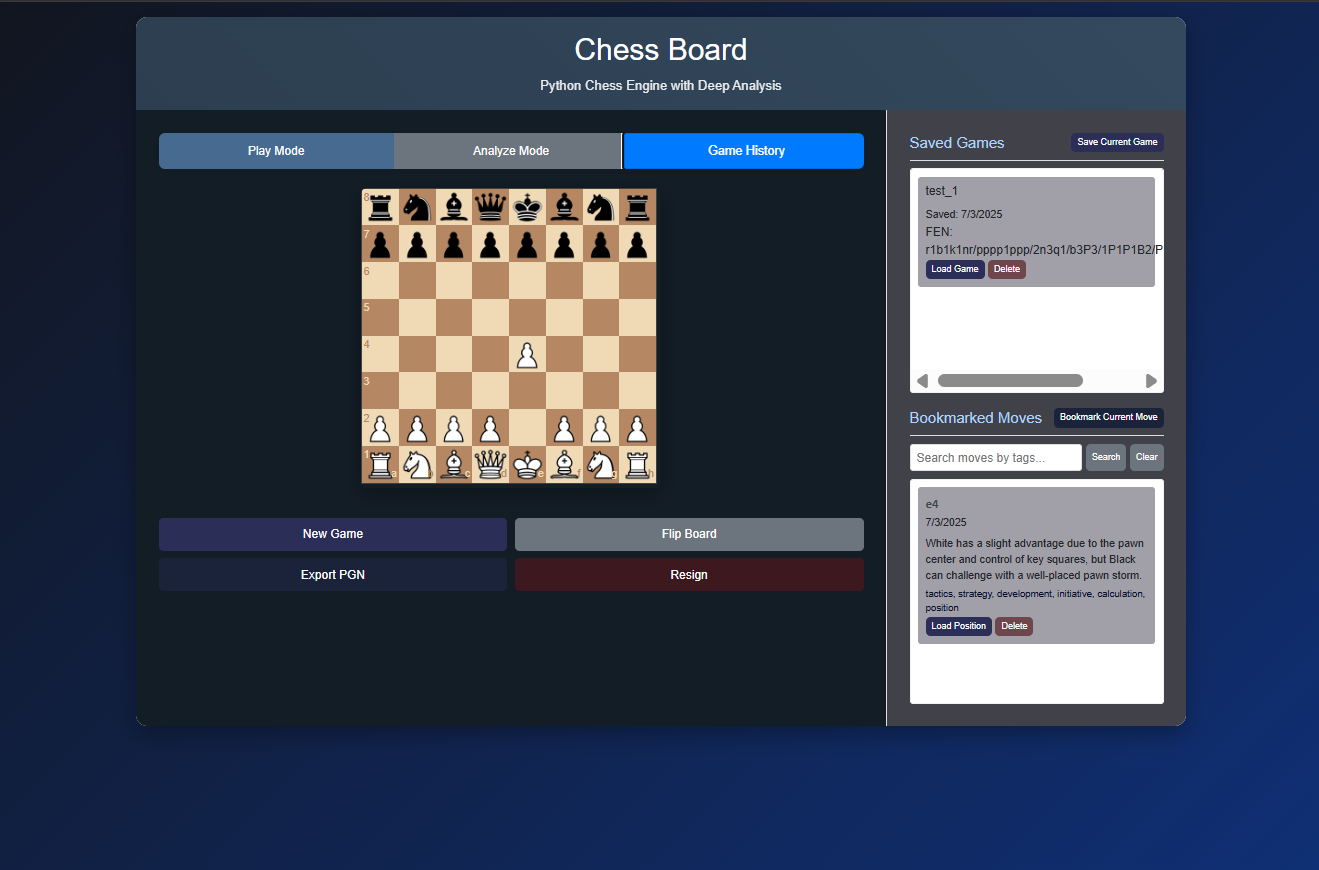 Chess Board
Python Chess Engine with Deep Analysis
Play Mode
Analyze Mode
Game History
8
7
6
5
4
3
2
1
a
c
d
e
f
g
h
New Game
Flip Board
Export PGN
Resign
Saved Games
Save Current Game
test_1
Saved: 7/3/2025
FEN:
r1b1k1nr/pppp1ppp/2n3q1/b3P3/1P1P1B2/P
Load Game
Delete
Bookmarked Moves
Bookmark Current Move
Search moves by tags...
Search
Clear
e4
7/3/2025
White has a slight advantage due to the pawn
center and control of key squares, but Black
can challenge with a well-placed pawn storm.
tactics, strategy, development, initiative, calculation,
position
Load Position
Delete